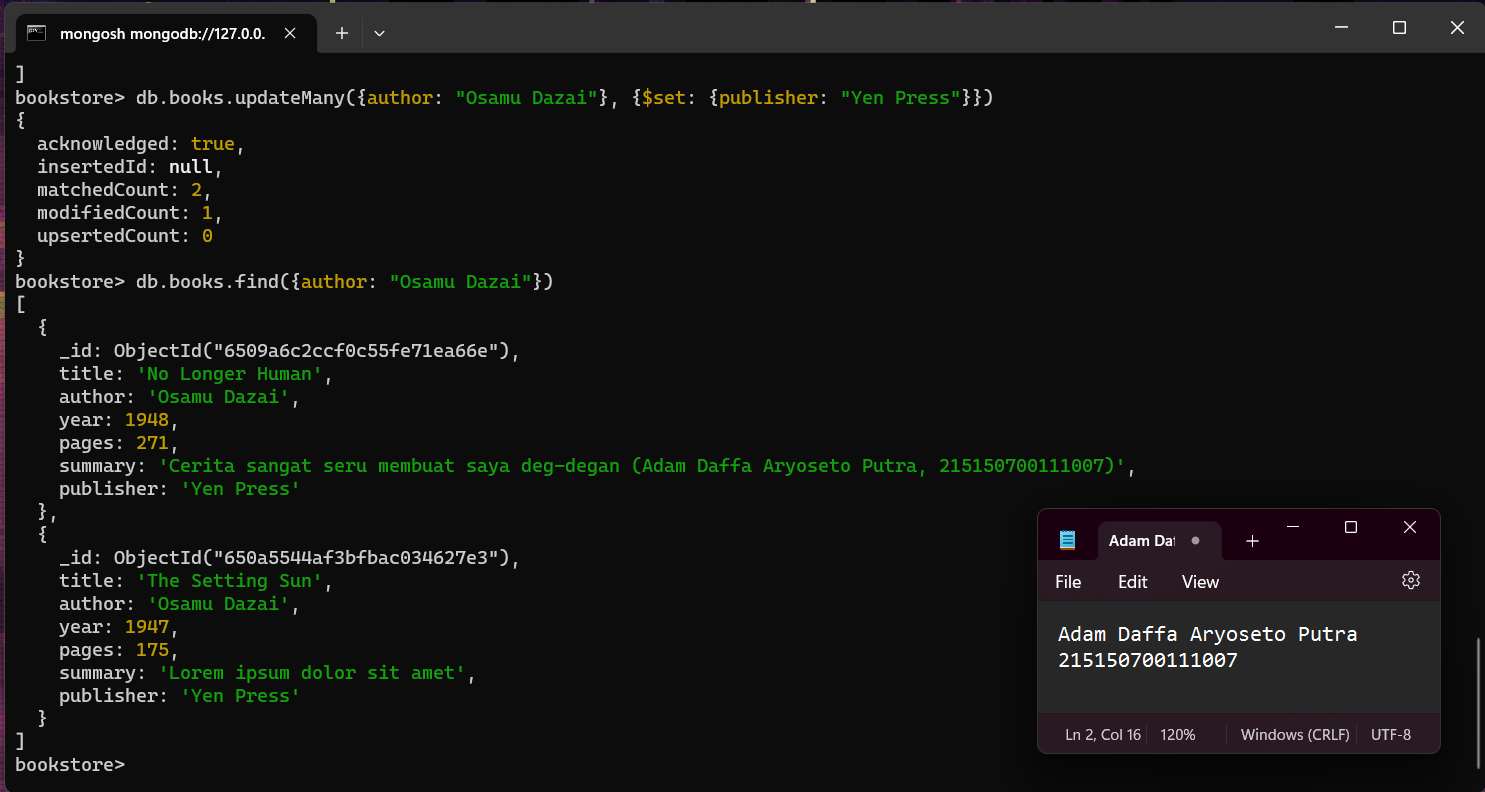 mongosh mongodb://127.0.0.
]
bookstore> db.books.updateMany({author: "Osamu Dazai"}, {$set: {publisher: "Yen Press"}})
{
  acknowledged: true,
  insertedId: null,
  matchedCount: 2,
  modifiedCount: 1,
  upsertedCount: 0
}
bookstore> db.books.find({author: "Osamu Dazai"})
[
  {
    _id: ObjectId("6509a6c2ccf0c55fe71ea66e"),
    title: 'No Longer Human',
    author: 'Osamu Dazai',
    year: 1948,
    pages: 271,
    summary: 'Cerita sangat seru membuat saya deg-degan (Adam Daffa Aryoseto Putra, 215150700111007)',
    publisher: 'Yen Press'
  },
  {
    _id: ObjectId("650a5544af3bfbac034627e3"),
    title: 'The Setting Sun',
    author: 'Osamu Dazai',
    year: 1947,
    pages: 175,
    summary: 'Lorem ipsum dolor sit amet',
    publisher: 'Yen Press'
  }
]
bookstore>
Adam Daf
File Edit View
Adam Daffa Aryoseto Putra
215150700111007
Ln 2, Col 16 120% Windows (CRLF) UTF-8